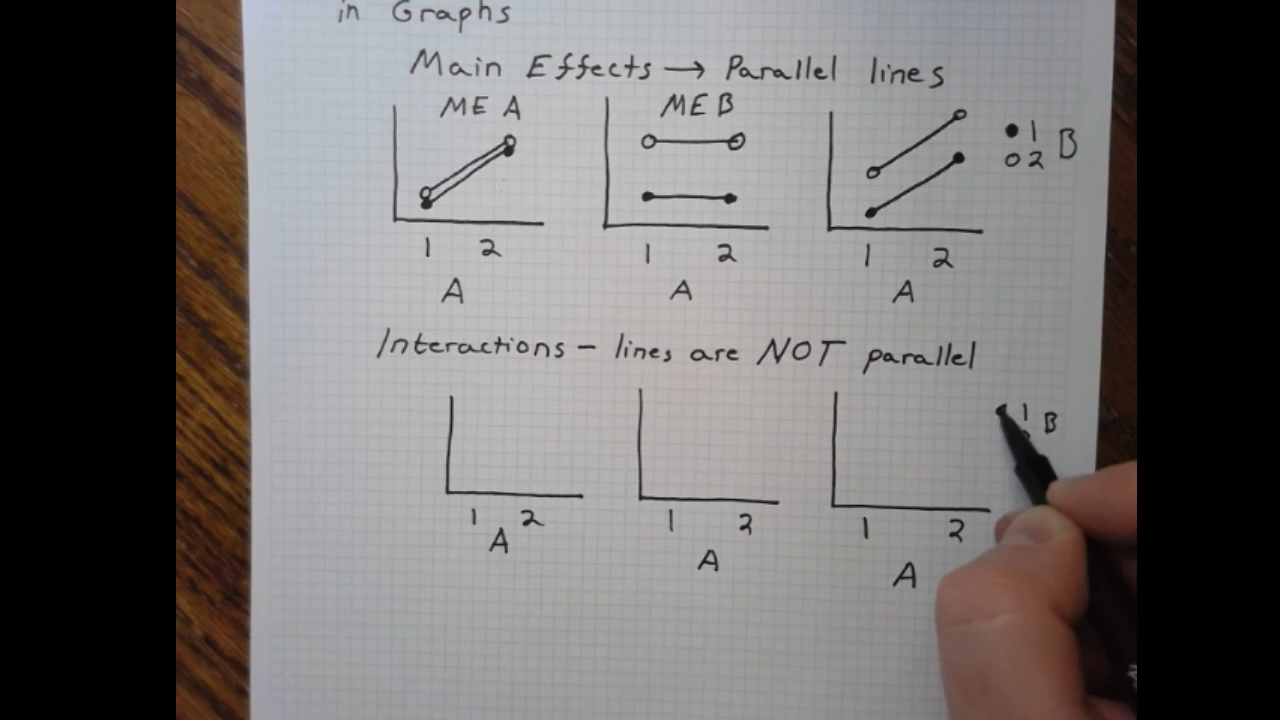 in Graphs
Main Effects → Parallel lines
ME A
ME B
● 1
○ 2
B
1 2
A
1 2
A
1 2
A
Interactions – lines are NOT parallel
1
B
1 2
A
1 2
A
1 2
A